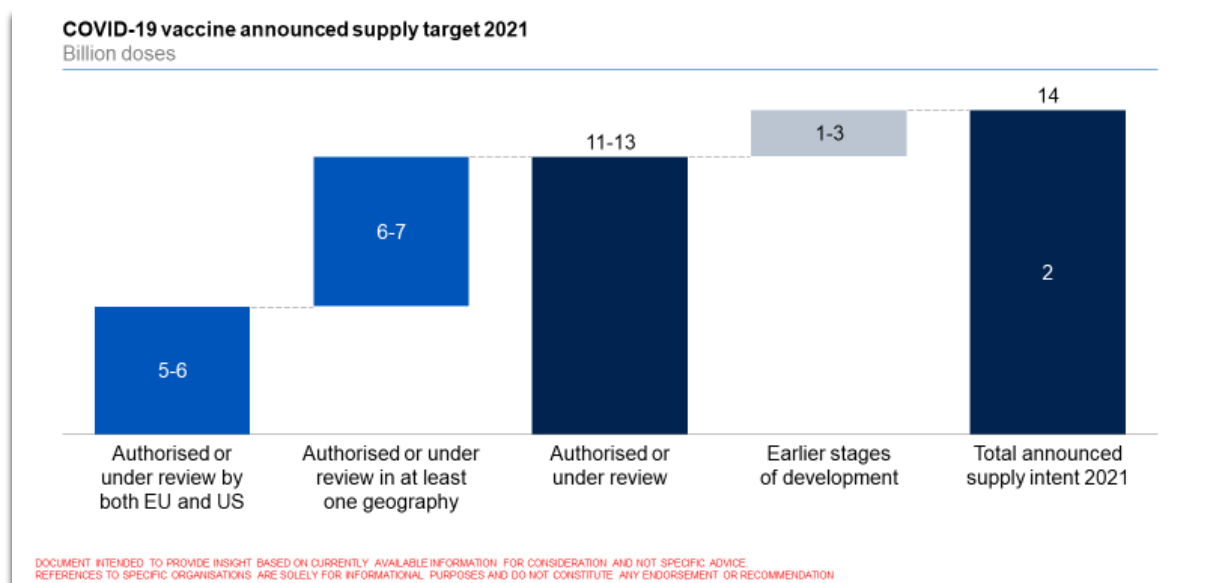 COVID-19 vaccine announced supply target 2021
Billion doses
14
1-3
11-13
6-7
2
5-6
Authorised or
under review by
both EU and US
Authorised or under
review in at least
one geography
Authorised or
under review
Earlier stages
of development
Total announced
supply intent 2021
DOCUMENT INTENDED TO PROVIDE INSIGHT BASED ON CURRENTLY AVAILABLE INFORMATION FOR CONSIDERATION AND NOT SPECIFIC ADVICE.
REFERENCES TO SPECIFIC ORGANISATIONS ARE SOLELY FOR INFORMATIONAL PURPOSES AND DO NOT CONSTITUTE ANY ENDORSEMENT OR RECOMMENDATION